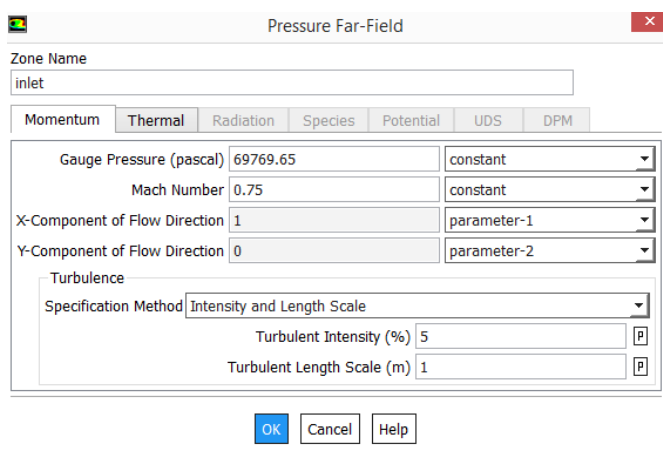 Pressure Far-Field
Zone Name
inlet
Momentum Thermal Radiation Species Potential UDS DPM
Gauge Pressure (pascal) 69769.65 constant
Mach Number 0.75 constant
X-Component of Flow Direction 1 parameter-1
Y-Component of Flow Direction 0 parameter-2
Turbulence
Specification Method Intensity and Length Scale
Turbulent Intensity (%) 5 P
Turbulent Length Scale (m) 1 P
OK Cancel Help